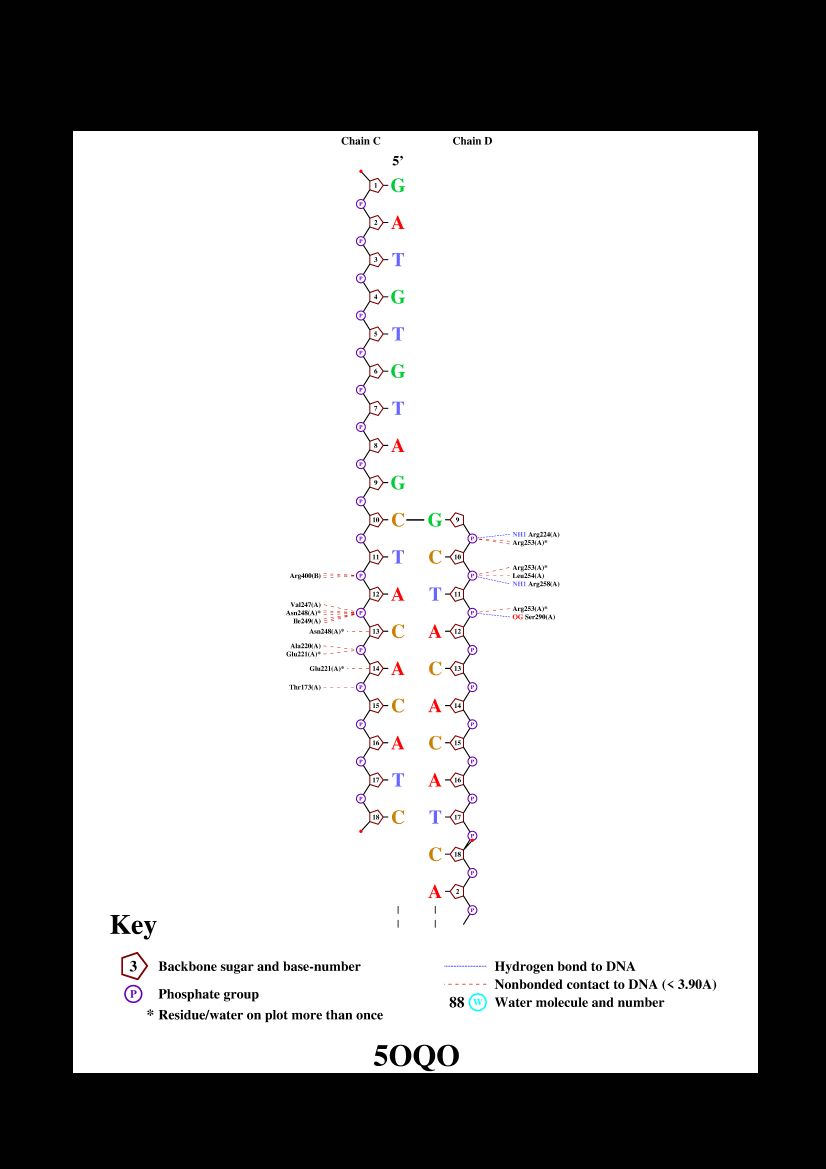 Chain C Chain D
5'
1 G
P
2 A
P
3 T
P
4 G
P
5 T
P
6 G
P
7 T
P
8 A
P
9 G
P
10 C G 9
P P NH1 Arg224(A)
Arg253(A)*
11 T C 10
Arg400(B) P P Arg253(A)*
Leu254(A)
NH1 Arg258(A)
12 A T 11
Val247(A)
Asn248(A)* P P Arg253(A)*
Ile249(A) OG Ser290(A)
Asn248(A)* 13 C A 12
Ala220(A) P P
Glu221(A)*
Glu221(A)* 14 A C 13
Thr173(A) P P
15 C A 14
P P
16 A C 15
P P
17 T A 16
P P
18 C T 17
P
C 18
P
A 2
P
Key
3 Backbone sugar and base-number
P Phosphate group
* Residue/water on plot more than once
Hydrogen bond to DNA
Nonbonded contact to DNA (< 3.90A)
88 W Water molecule and number
5OQO